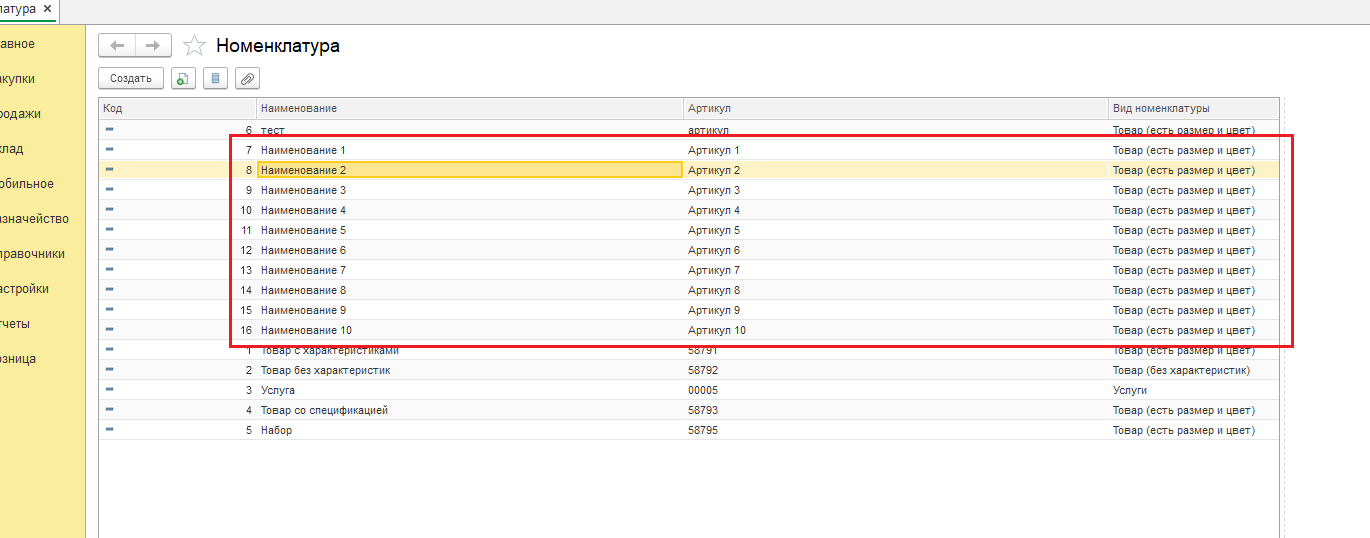 латура ×
авное
акупки
родажи
клад
обильное
азначейство
правочники
астройки
тчеты
озница
Номенклатура
Создать
Код Наименование Артикул Вид номенклатуры
6 тест артикул Товар (есть размер и цвет)
7 Наименование 1 Артикул 1 Товар (есть размер и цвет)
8 Наименование 2 Артикул 2 Товар (есть размер и цвет)
9 Наименование 3 Артикул 3 Товар (есть размер и цвет)
10 Наименование 4 Артикул 4 Товар (есть размер и цвет)
11 Наименование 5 Артикул 5 Товар (есть размер и цвет)
12 Наименование 6 Артикул 6 Товар (есть размер и цвет)
13 Наименование 7 Артикул 7 Товар (есть размер и цвет)
14 Наименование 8 Артикул 8 Товар (есть размер и цвет)
15 Наименование 9 Артикул 9 Товар (есть размер и цвет)
16 Наименование 10 Артикул 10 Товар (есть размер и цвет)
1 Товар с характеристиками 58791 Товар (есть размер и цвет)
2 Товар без характеристик 58792 Товар (без характеристик)
3 Услуга 00005 Услуги
4 Товар со спецификацией 58793 Товар (есть размер и цвет)
5 Набор 58795 Товар (есть размер и цвет)